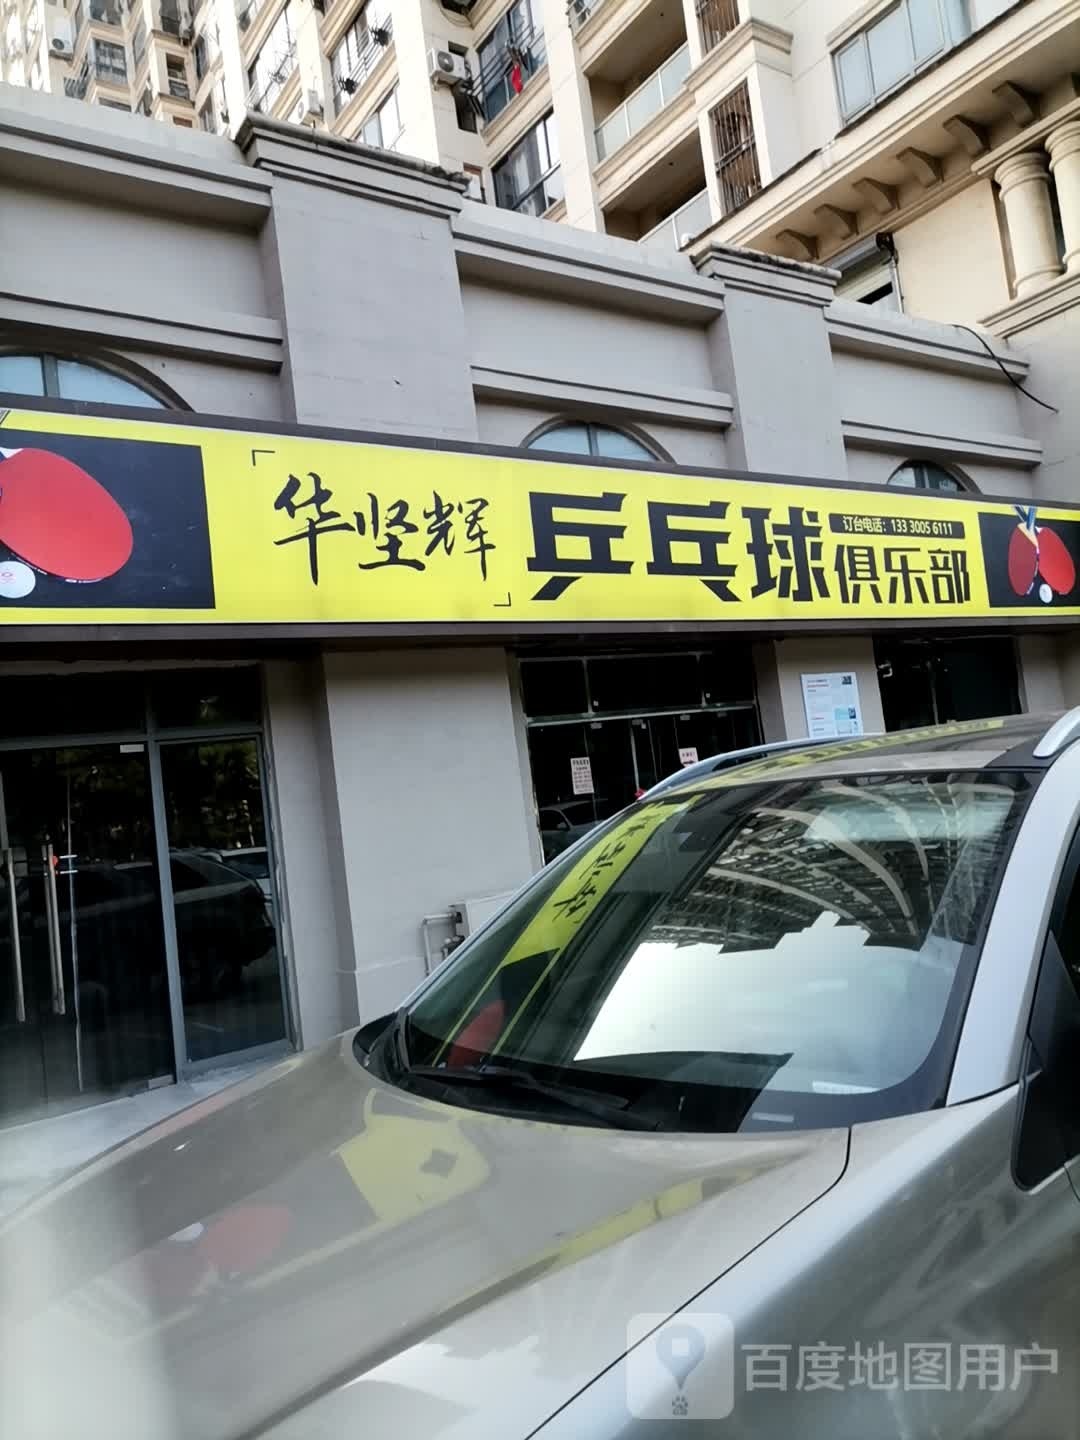 华坚辉
乒乓球俱乐部
订台电话：133 3005 6111
百度地图用户